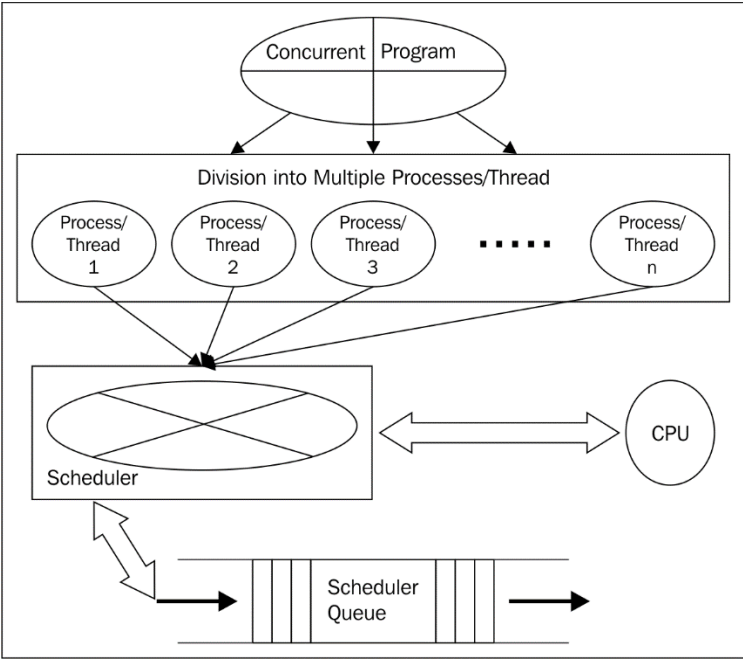 Concurrent Program
Division into Multiple Processes/Thread
Process/
Thread
1
Process/
Thread
2
Process/
Thread
3
Process/
Thread
n
Scheduler
CPU
Scheduler
Queue